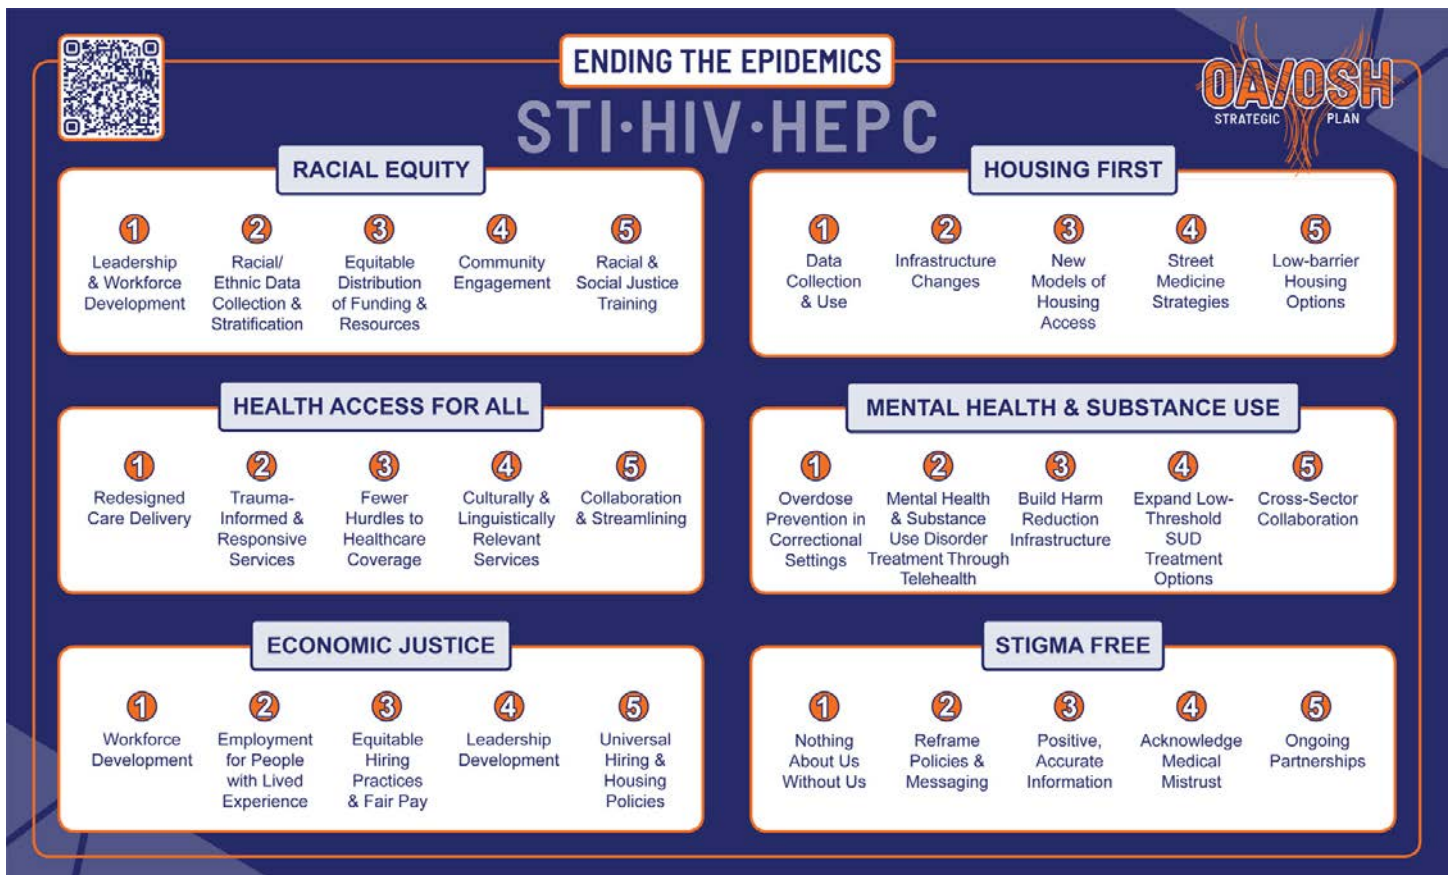 ENDING THE EPIDEMICS
STI·HIV·HEP C
OA/OSH
STRATEGIC PLAN
RACIAL EQUITY
1
Leadership
& Workforce
Development
2
Racial/
Ethnic Data
Collection &
Stratification
3
Equitable
Distribution
of Funding &
Resources
4
Community
Engagement
5
Racial &
Social Justice
Training
HOUSING FIRST
1
Data
Collection
& Use
2
Infrastructure
Changes
3
New
Models of
Housing
Access
4
Street
Medicine
Strategies
5
Low-barrier
Housing
Options
HEALTH ACCESS FOR ALL
1
Redesigned
Care Delivery
2
Trauma-
Informed &
Responsive
Services
3
Fewer
Hurdles to
Healthcare
Coverage
4
Culturally &
Linguistically
Relevant
Services
5
Collaboration
& Streamlining
MENTAL HEALTH & SUBSTANCE USE
1
Overdose
Prevention in
Correctional
Settings
2
Mental Health
& Substance
Use Disorder
Treatment Through
Telehealth
3
Build Harm
Reduction
Infrastructure
4
Expand Low-
Threshold
SUD
Treatment
Options
5
Cross-Sector
Collaboration
ECONOMIC JUSTICE
1
Workforce
Development
2
Employment
for People
with Lived
Experience
3
Equitable
Hiring
Practices
& Fair Pay
4
Leadership
Development
5
Universal
Hiring &
Housing
Policies
STIGMA FREE
1
Nothing
About Us
Without Us
2
Reframe
Policies &
Messaging
3
Positive,
Accurate
Information
4
Acknowledge
Medical
Mistrust
5
Ongoing
Partnerships